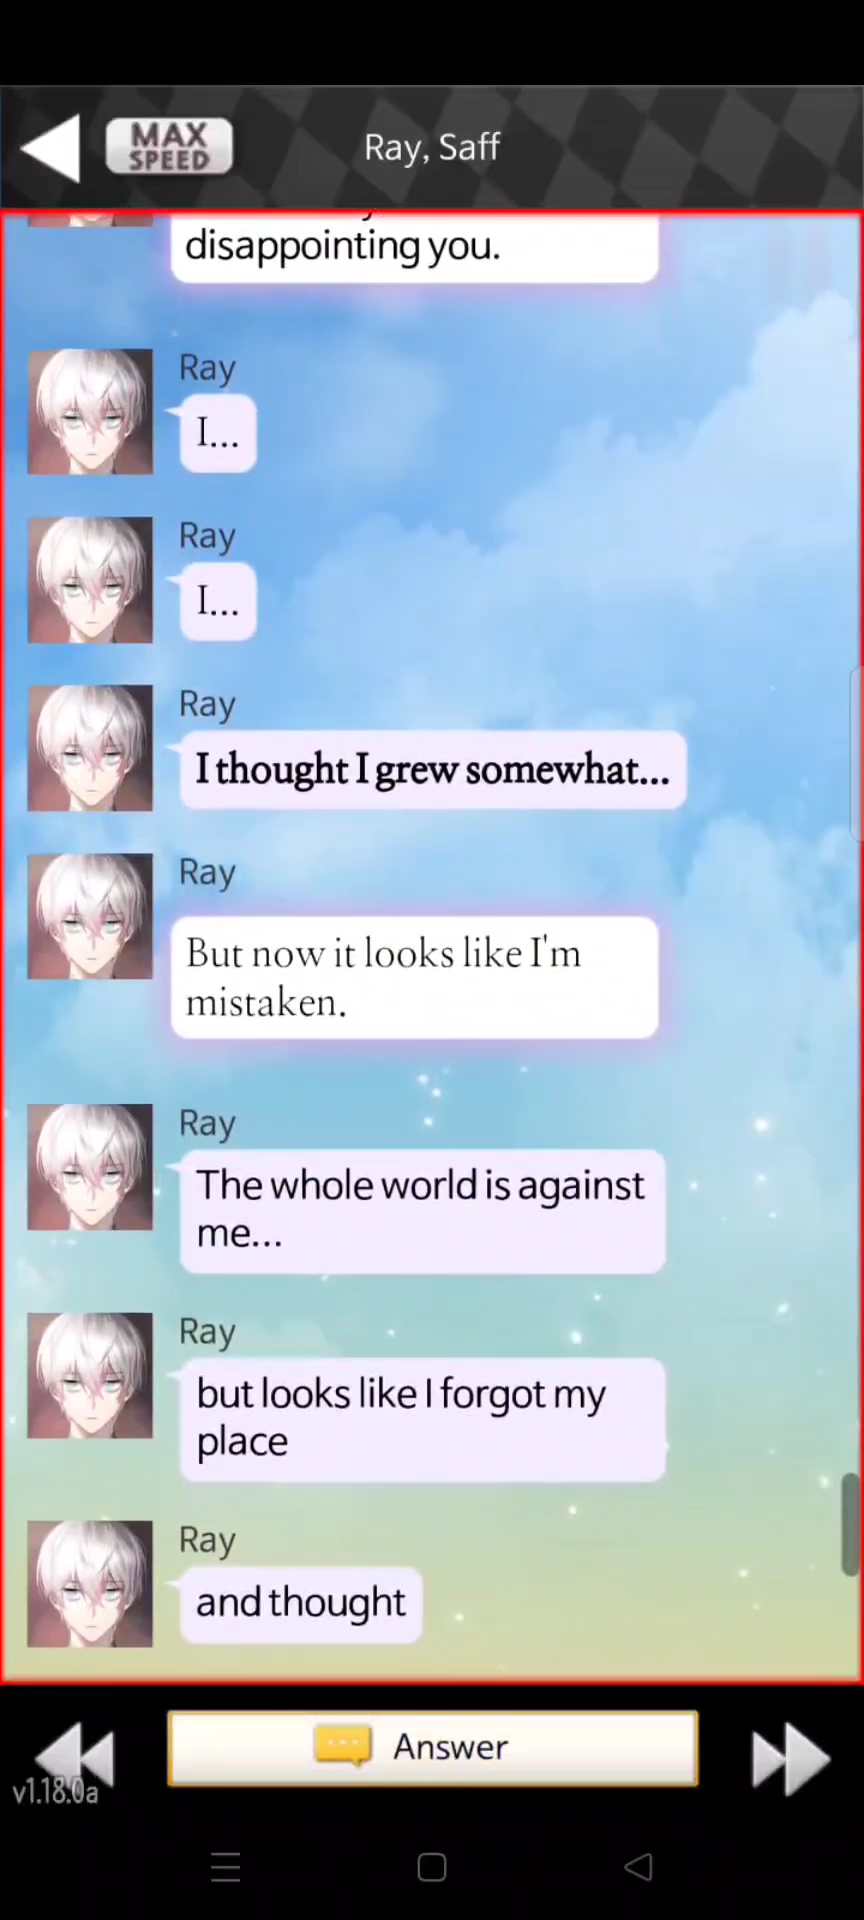 MAX
SPEED
Ray, Saff
disappointing you.
Ray
I...
Ray
I...
Ray
I thought I grew somewhat...
Ray
But now it looks like I'm
mistaken.
Ray
The whole world is against
me...
Ray
but looks like I forgot my
place
Ray
and thought
Answer
v1.18.0a